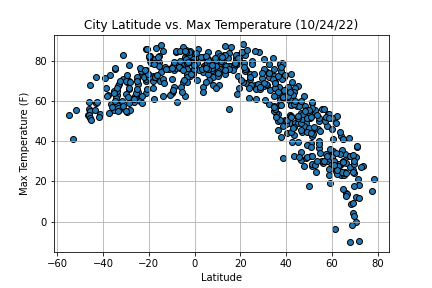 City Latitude vs. Max Temperature (10/24/22)
Max Temperature (F)
80
60
40
20
0
−60 −40 −20 0 20 40 60 80
Latitude